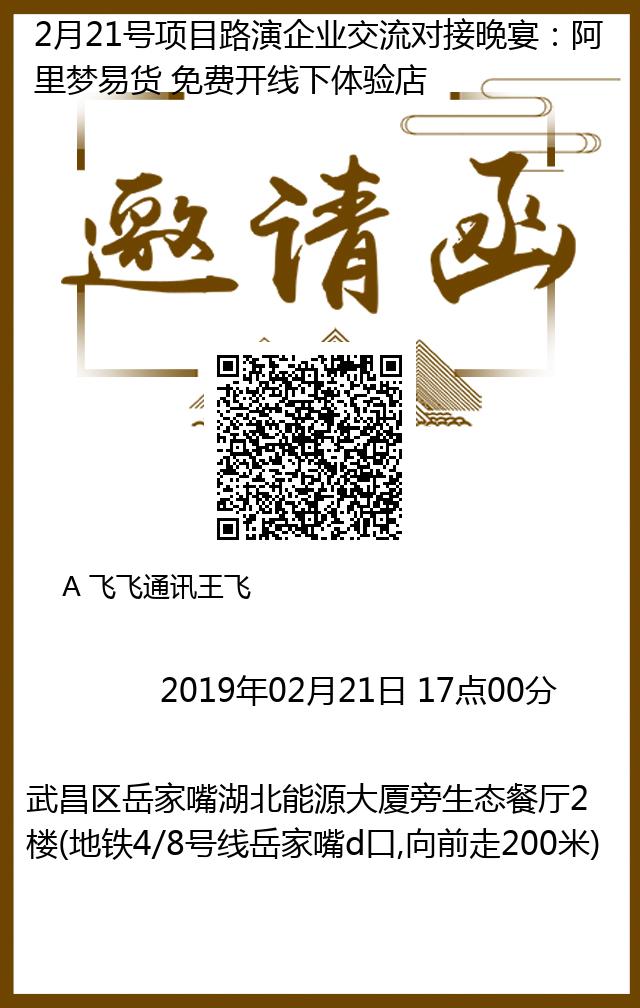 2月21号项目路演企业交流对接晚宴：阿
里梦易货 免费开线下体验店
邀请函
A 飞飞通讯王飞
2019年02月21日 17点00分
武昌区岳家嘴湖北能源大厦旁生态餐厅2
楼(地铁4/8号线岳家嘴d口,向前走200米)